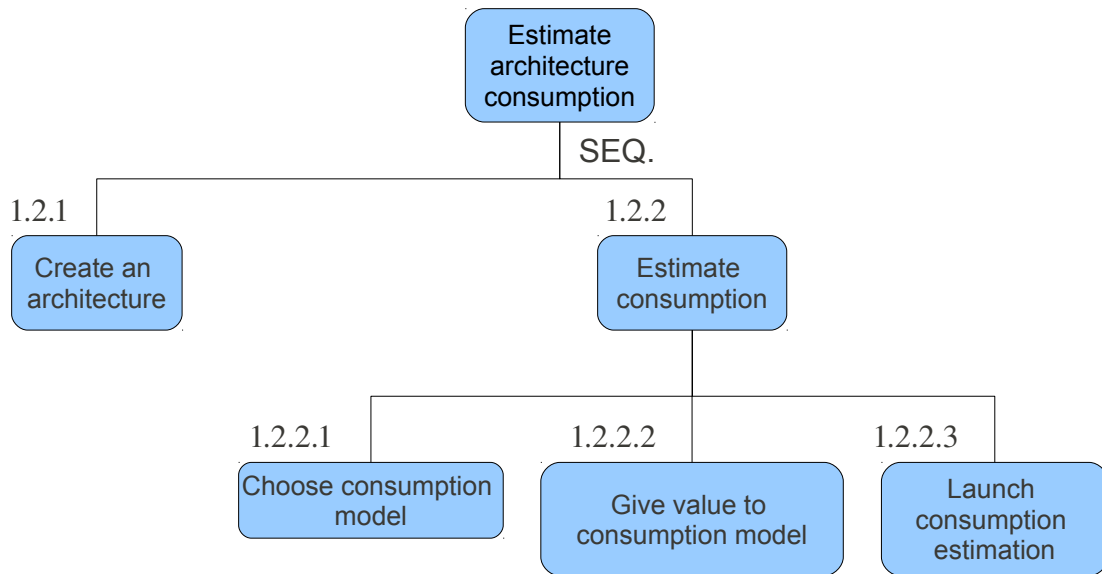 Estimate
architecture
consumption
SEQ.
1.2.1
1.2.2
Create an
architecture
Estimate
consumption
1.2.2.1
1.2.2.2
1.2.2.3
Choose consumption
model
Give value to
consumption model
Launch
consumption
estimation